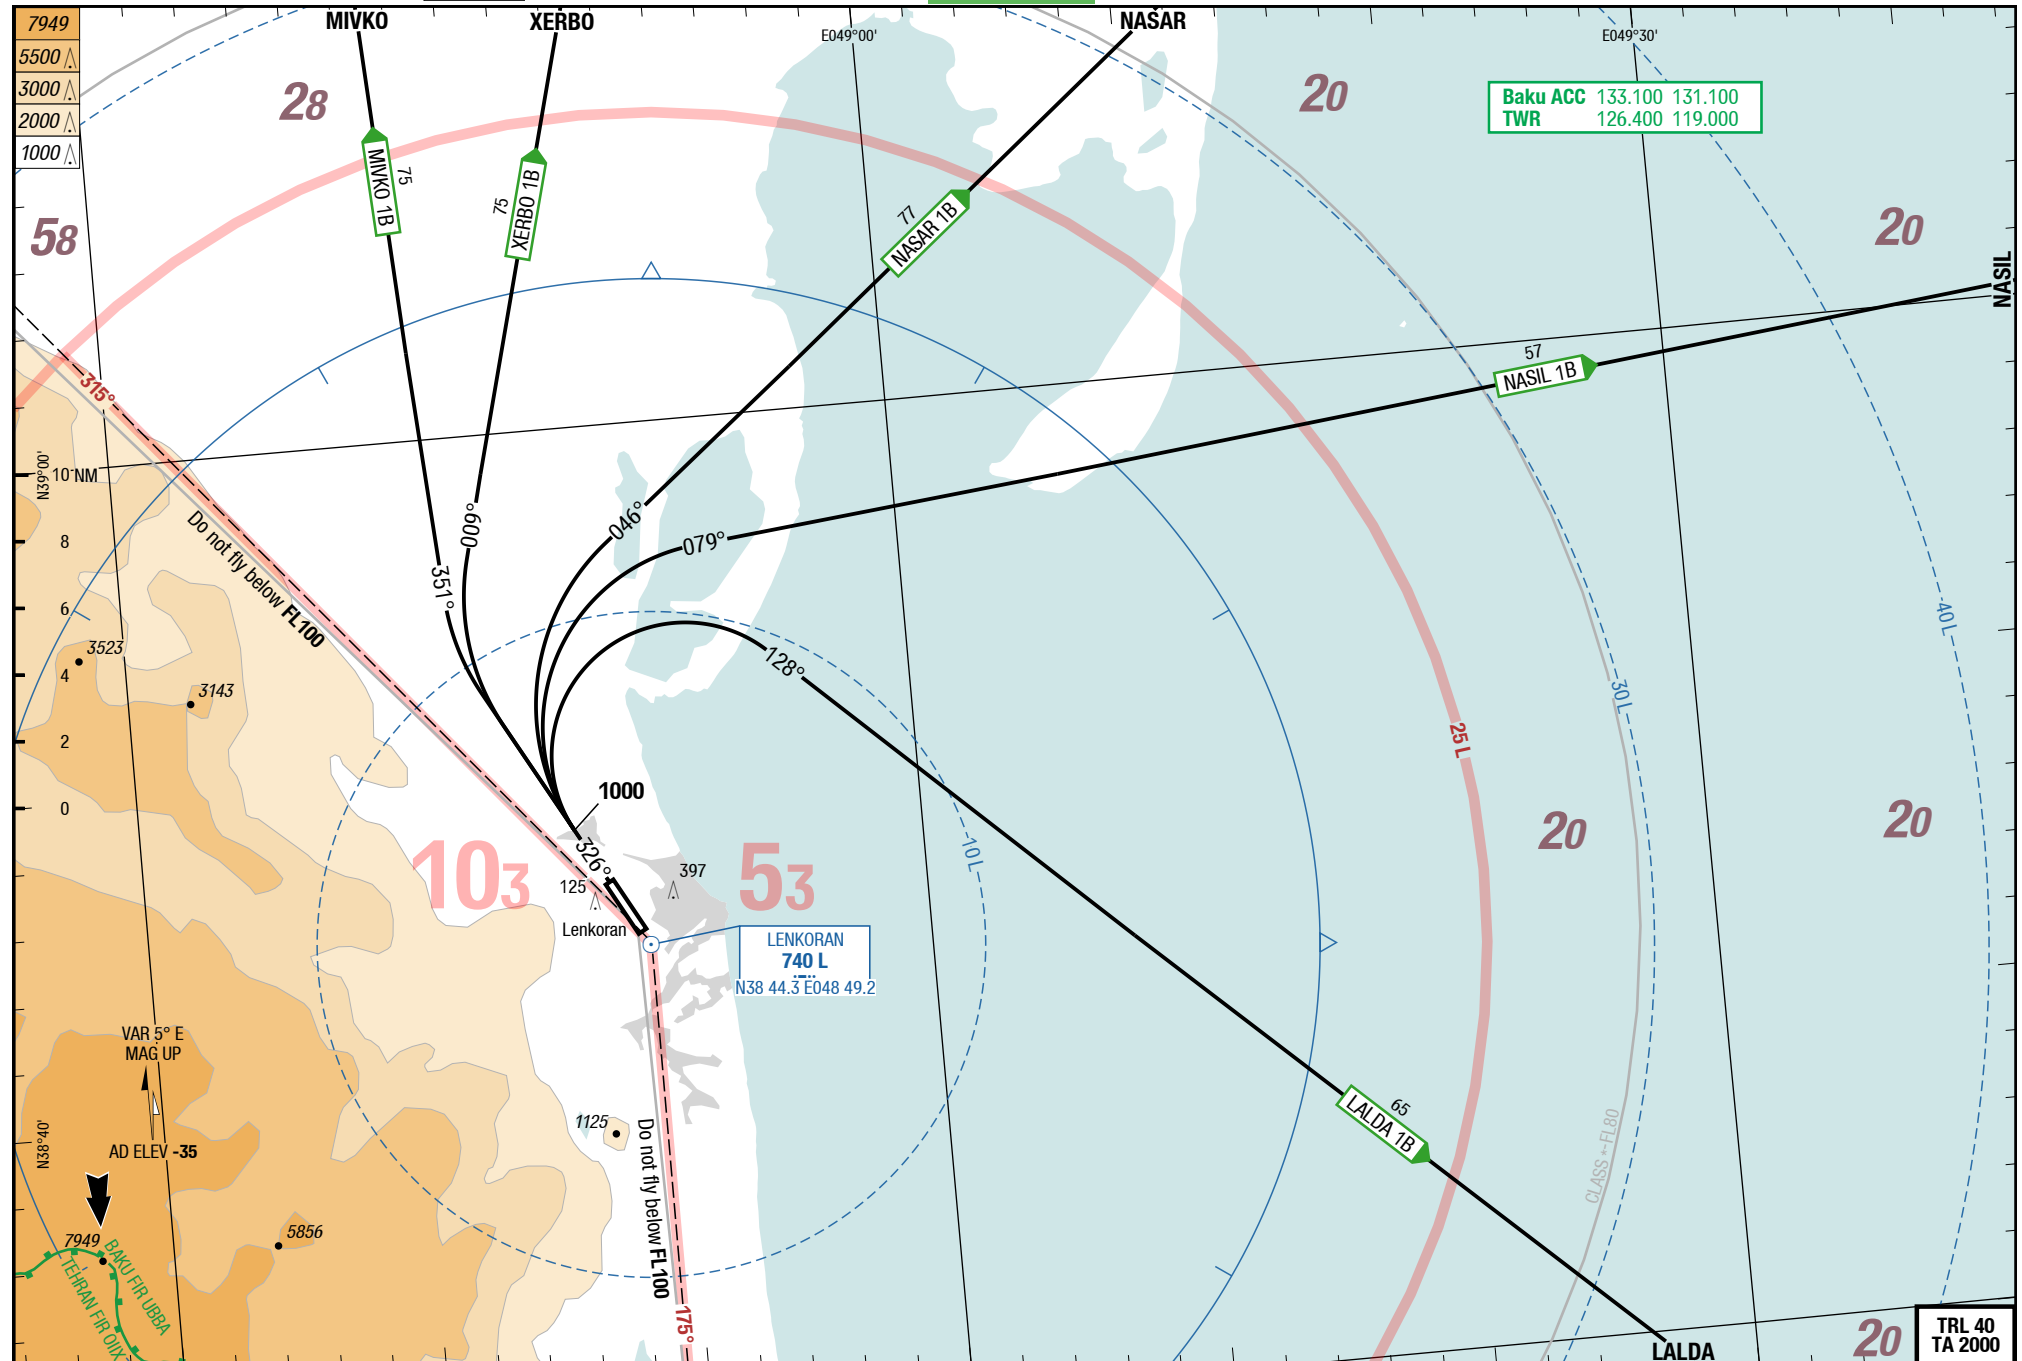 MIVKO
XERBO
NASAR
7949
5500
3000
2000
1000
E049°00'
E049°30'
28
20
Baku ACC 133.100 131.100
TWR 126.400 119.000
58
20
MIVKO 1B
75
XERBO 1B
75
NASAR 1B
77
NASIL
NASIL 1B
57
315°
N39°00'
10 NM
8
6
4
2
0
Do not fly below FL100
009°
046°
079°
351°
128°
3523
3143
40 L
30 L
25 L
10 L
1000
326°
103
53
20
20
125
397
Lenkoran
LENKORAN
740 L
N38 44.3 E048 49.2
VAR 5° E
MAG UP
N38°40'
AD ELEV -35
1125
Do not fly below FL100
LALDA 1B
65
CLASS *-FL80
7949
5856
BAKU FIR UBBA
TEHRAN FIR OIIX
175°
20
LALDA
TRL 40
TA 2000